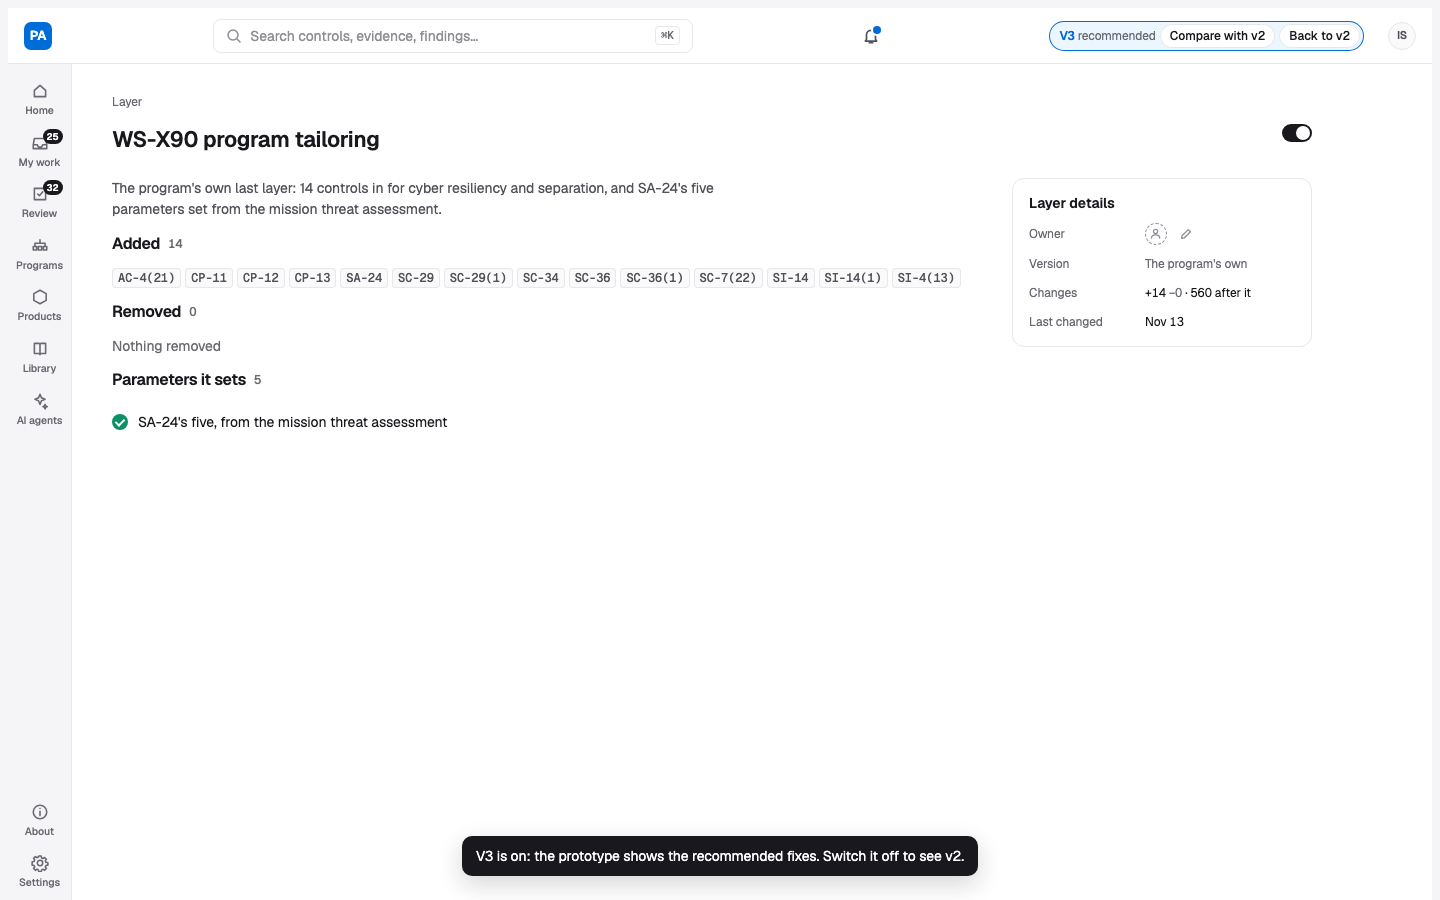 PA
Search controls, evidence, findings...
⌘K
V3 recommended
Compare with v2
Back to v2
IS
Home
25
My work
32
Review
Programs
Products
Library
AI agents
About
Settings
Layer
WS-X90 program tailoring
The program's own last layer: 14 controls in for cyber resiliency and separation, and SA-24's five
parameters set from the mission threat assessment.
Added 14
AC-4(21) CP-11 CP-12 CP-13 SA-24 SC-29 SC-29(1) SC-34 SC-36 SC-36(1) SC-7(22) SI-14 SI-14(1) SI-4(13)
Removed 0
Nothing removed
Parameters it sets 5
SA-24's five, from the mission threat assessment
Layer details
Owner
Version The program's own
Changes +14 −0 · 560 after it
Last changed Nov 13
V3 is on: the prototype shows the recommended fixes. Switch it off to see v2.